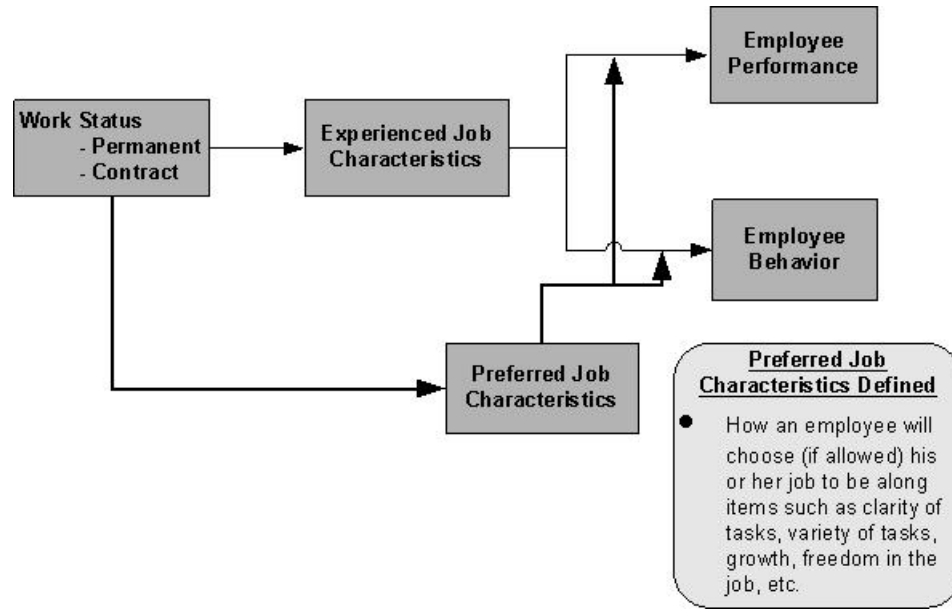 Employee
Performance
Work Status
- Permanent
- Contract
Experienced Job
Characteristics
Employee
Behavior
Preferred Job
Characteristics
Preferred Job
Characteristics Defined
● How an employee will
choose (if allowed) his
or her job to be along
items such as clarity of
tasks, variety of tasks,
growth, freedom in the
job, etc.